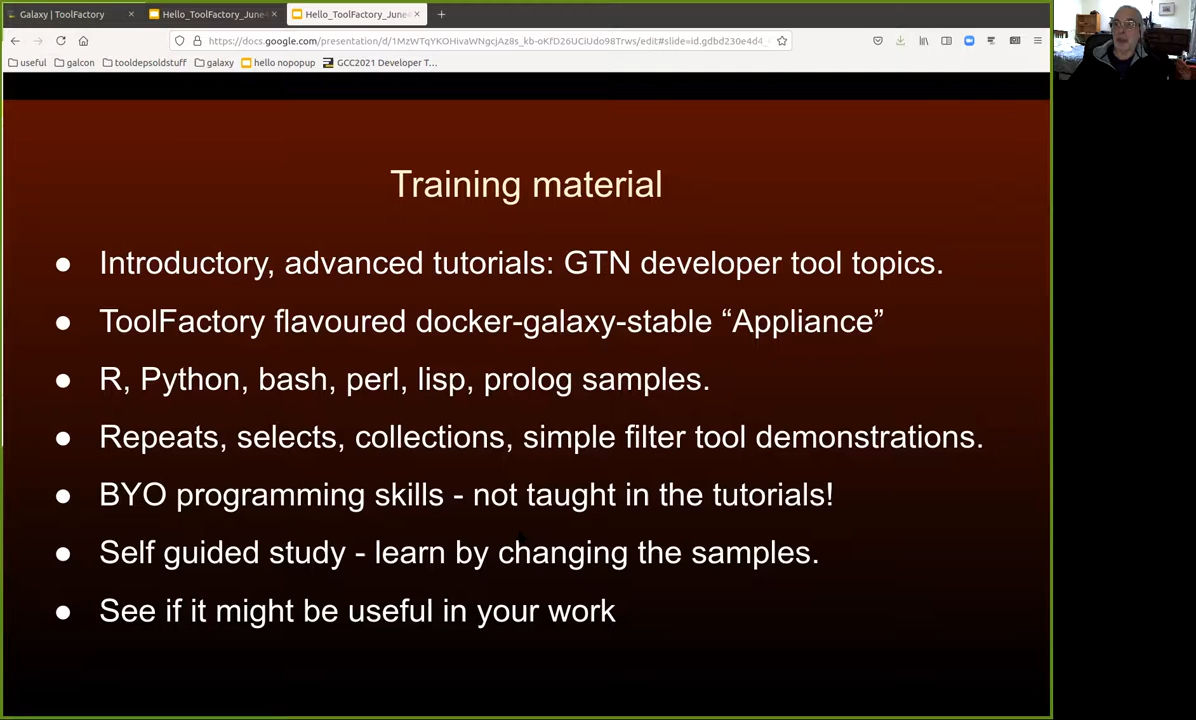 Galaxy | ToolFactory
Hello_ToolFactory_June4
Hello_ToolFactory_June4
https://docs.google.com/presentation/d/1MzWTqYKOHivaWNgcjAz8s_kb-oKfD26UCiUdo98Trws/edit#slide=id.gdbd230e4d4_
useful
galcon
tooldepsoldstuff
galaxy
hello nopopup
GCC2021 Developer T...
Training material
● Introductory, advanced tutorials: GTN developer tool topics.
● ToolFactory flavoured docker-galaxy-stable “Appliance”
● R, Python, bash, perl, lisp, prolog samples.
● Repeats, selects, collections, simple filter tool demonstrations.
● BYO programming skills - not taught in the tutorials!
● Self guided study - learn by changing the samples.
● See if it might be useful in your work